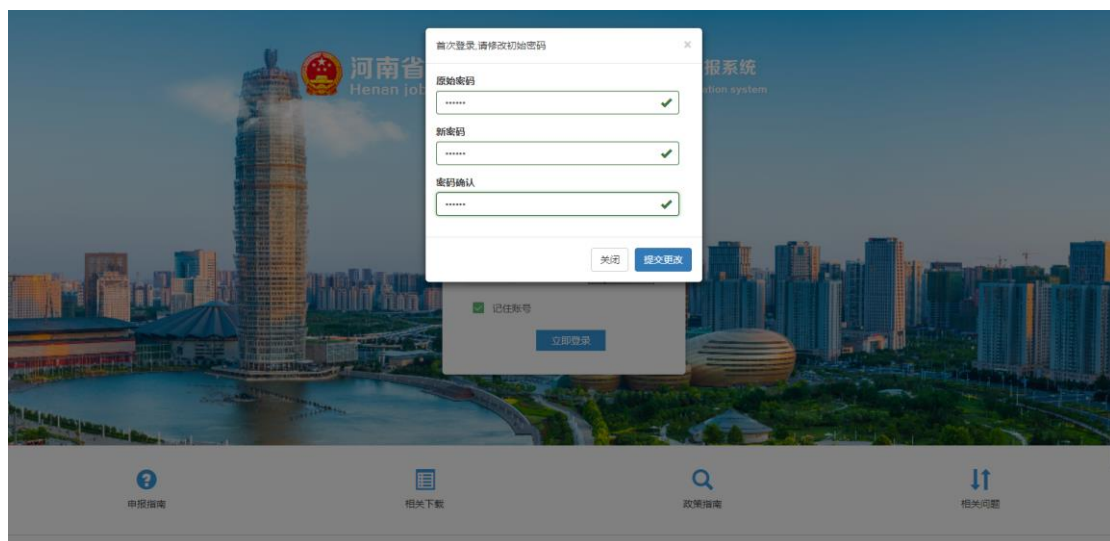 首次登录,请修改初始密码
×
河南省
报系统
Henan job
ation system
原始密码
••••••
新密码
••••••
密码确认
••••••
关闭
提交更改
记住账号
立即登录
申报指南
相关下载
政策指南
相关问题